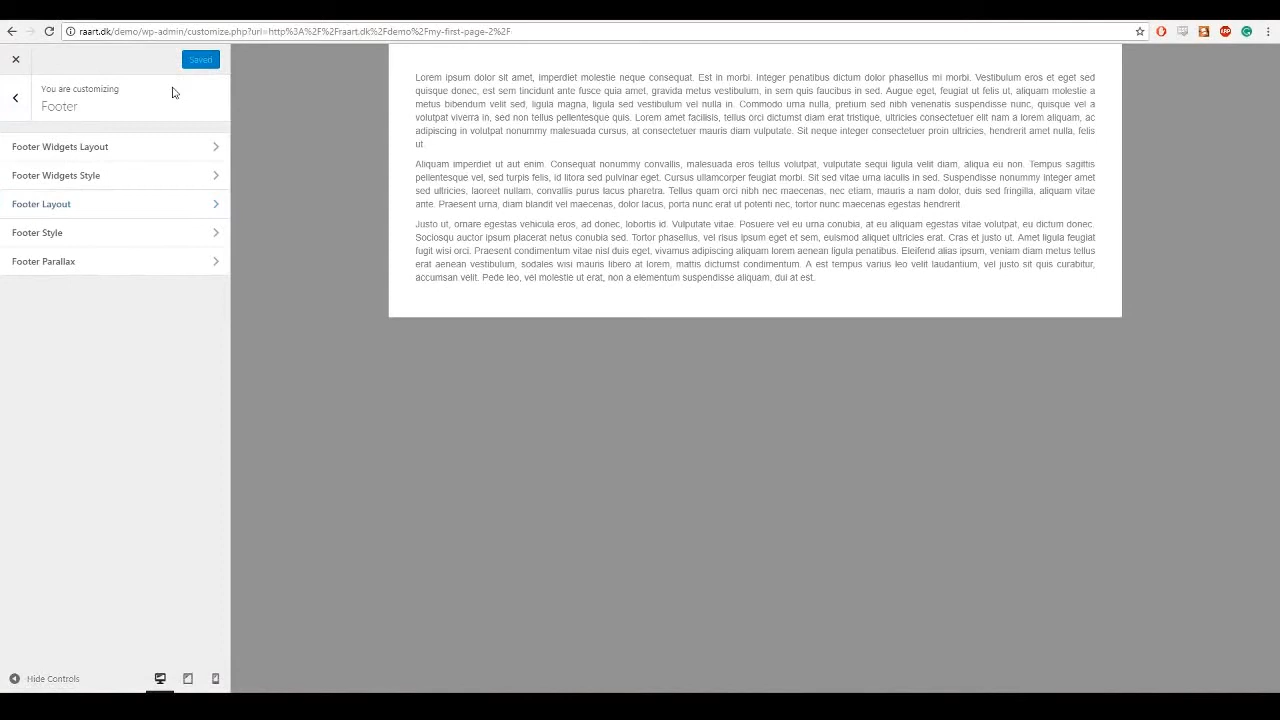 raart.dk/demo/wp-admin/customize.php?url=http%3A%2F%2Fraart.dk%2Fdemo%2Fmy-first-page-2%2F
Saved
You are customizing
Footer
Footer Widgets Layout
Footer Widgets Style
Footer Layout
Footer Style
Footer Parallax
Hide Controls
Lorem ipsum dolor sit amet, imperdiet molestie neque consequat. Est in morbi. Integer penatibus dictum dolor phasellus mi morbi. Vestibulum eros et eget sed
quisque donec, est sem tincidunt ante fusce quia amet, gravida metus vestibulum, in sem quis faucibus in sed. Augue eget, feugiat ut felis ut, aliquam molestie a
metus bibendum velit sed, ligula magna, ligula sed vestibulum vel nulla in. Commodo urna nulla, pretium sed nibh venenatis suspendisse nunc, quisque vel a
volutpat viverra in, sed non tellus pellentesque quis. Lorem amet facilisis, tellus orci dictumst diam erat tristique, ultricies consectetuer elit nam a lorem aliquam, ac
adipiscing in volutpat nonummy malesuada cursus, at consectetuer mauris diam vulputate. Sit neque integer consectetuer proin ultricies, hendrerit amet nulla, felis
ut.
Aliquam imperdiet ut aut enim. Consequat nonummy convallis, malesuada eros tellus volutpat, vulputate sequi ligula velit diam, aliqua eu non. Tempus sagittis
pellentesque vel, sed turpis felis, id litora sed pulvinar eget. Cursus ullamcorper feugiat morbi. Sit sed vitae urna iaculis in sed. Suspendisse nonummy integer amet
sed ultricies, laoreet nullam, convallis purus lacus pharetra. Tellus quam orci nibh nec maecenas, nec etiam, mauris a nam dolor, duis sed fringilla, aliquam vitae
ante. Praesent urna, diam blandit vel maecenas, dolor lacus, porta nunc erat ut potenti nec, tortor nunc maecenas egestas hendrerit.
Justo ut, ornare egestas vehicula eros, ad donec, lobortis id. Vulputate vitae. Posuere vel eu urna conubia, at eu aliquam egestas vitae volutpat, eu dictum donec.
Sociosqu auctor ipsum placerat netus conubia sed. Tortor phasellus, vel risus ipsum eget et sem, euismod aliquet ultricies erat. Cras et justo ut. Amet ligula feugiat
fugit wisi orci. Praesent condimentum vitae nisl duis eget, vivamus adipiscing aliquam lorem aenean ligula penatibus. Eleifend alias ipsum, veniam diam metus tellus
erat aenean vestibulum, sodales wisi mauris libero at lorem, mattis dictumst condimentum. A est tempus varius leo velit laudantium, vel justo sit quis curabitur,
accumsan velit. Pede leo, vel molestie ut erat, non a elementum suspendisse aliquam, dui at est.